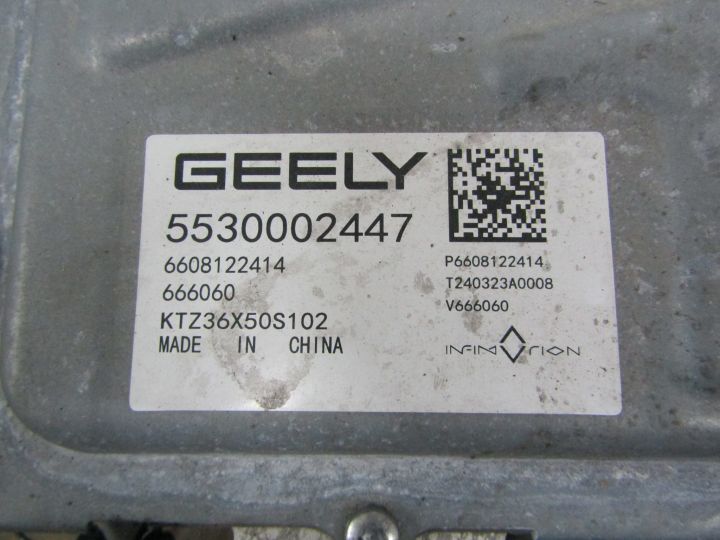 GEELY
5530002447
6608122414
666060
KTZ36X50S102
MADE IN CHINA
P6608122414
T240323A0008
V666060
INFIMOTION